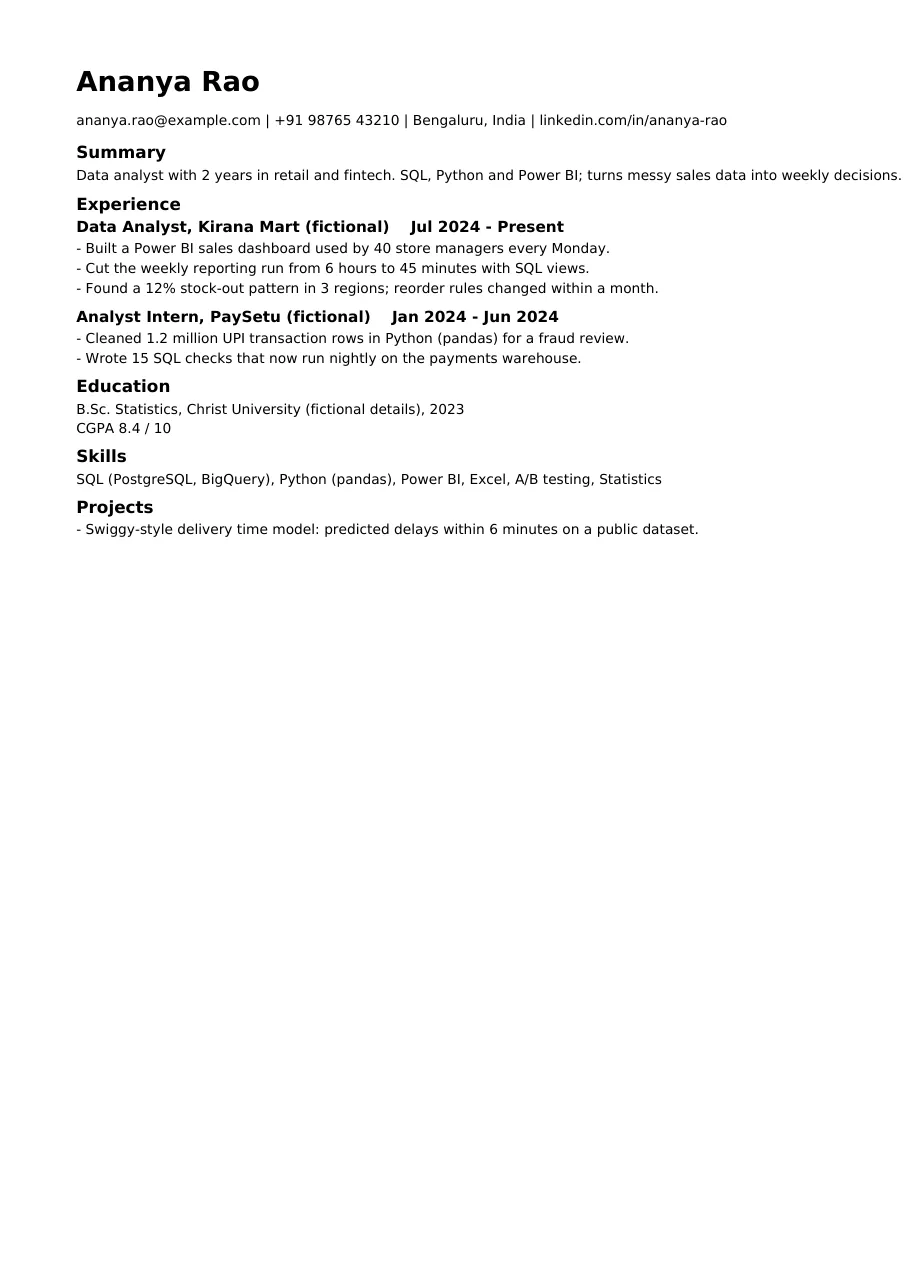 Ananya Rao
ananya.rao@example.com | +91 98765 43210 | Bengaluru, India | linkedin.com/in/ananya-rao
Summary
Data analyst with 2 years in retail and fintech. SQL, Python and Power BI; turns messy sales data into weekly decisions.
Experience
Data Analyst, Kirana Mart (fictional) Jul 2024 - Present
- Built a Power BI sales dashboard used by 40 store managers every Monday.
- Cut the weekly reporting run from 6 hours to 45 minutes with SQL views.
- Found a 12% stock-out pattern in 3 regions; reorder rules changed within a month.
Analyst Intern, PaySetu (fictional) Jan 2024 - Jun 2024
- Cleaned 1.2 million UPI transaction rows in Python (pandas) for a fraud review.
- Wrote 15 SQL checks that now run nightly on the payments warehouse.
Education
B.Sc. Statistics, Christ University (fictional details), 2023
CGPA 8.4 / 10
Skills
SQL (PostgreSQL, BigQuery), Python (pandas), Power BI, Excel, A/B testing, Statistics
Projects
- Swiggy-style delivery time model: predicted delays within 6 minutes on a public dataset.